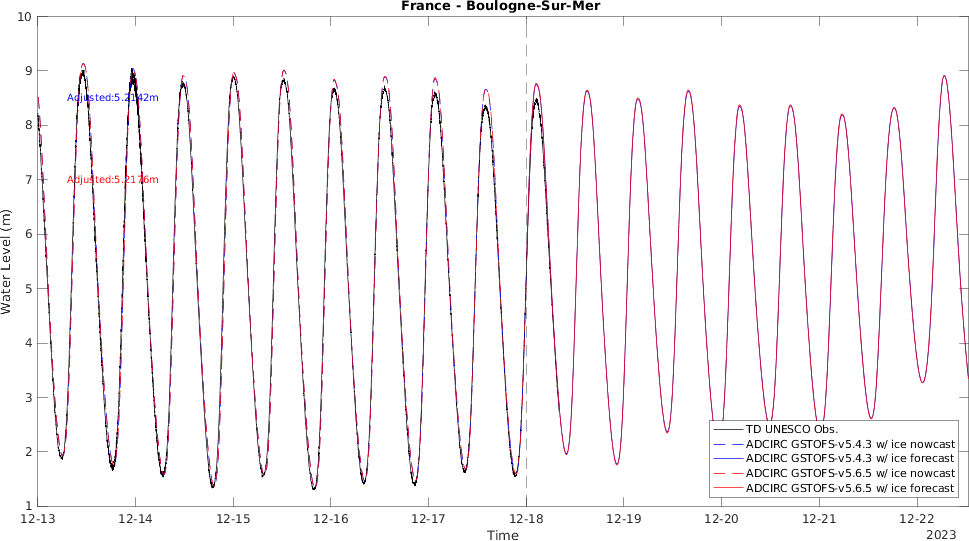 France - Boulogne-Sur-Mer
10
9
8
7
6
5
4
3
2
1
Water Level (m)
Adjusted:5.2142m
Adjusted:5.2176m
TD UNESCO Obs.
ADCIRC GSTOFS-v5.4.3 w/ ice nowcast
ADCIRC GSTOFS-v5.4.3 w/ ice forecast
ADCIRC GSTOFS-v5.6.5 w/ ice nowcast
ADCIRC GSTOFS-v5.6.5 w/ ice forecast
12-13 12-14 12-15 12-16 12-17 12-18 12-19 12-20 12-21 12-22
Time
2023